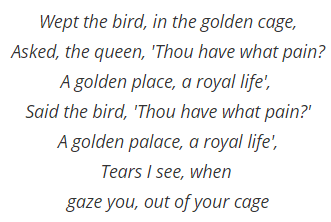 Wept the bird, in the golden cage,
Asked, the queen, 'Thou have what pain?
A golden place, a royal life',
Said the bird, 'Thou have what pain?'
A golden palace, a royal life',
Tears I see, when
gaze you, out of your cage